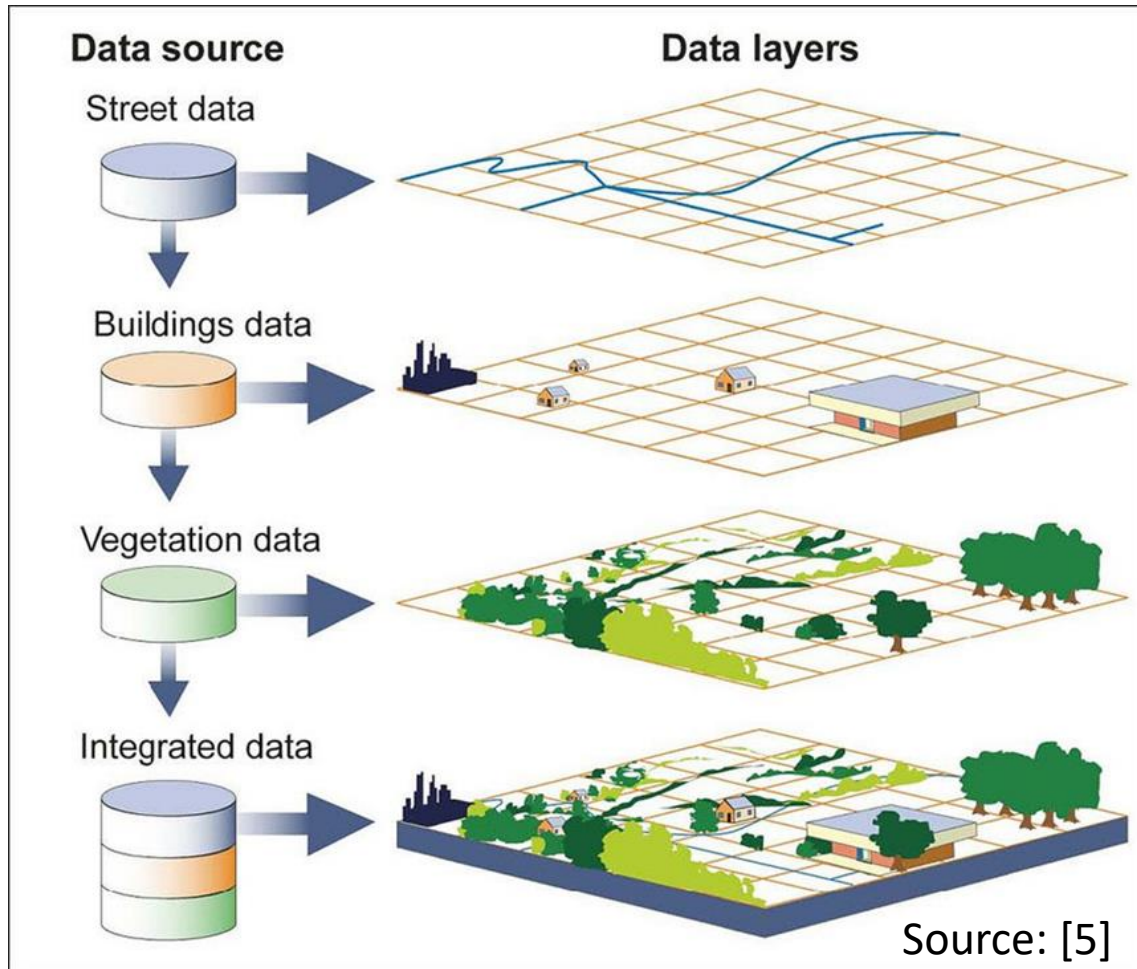 Data source
Data layers
Street data
Buildings data
Vegetation data
Integrated data
Source: [5]